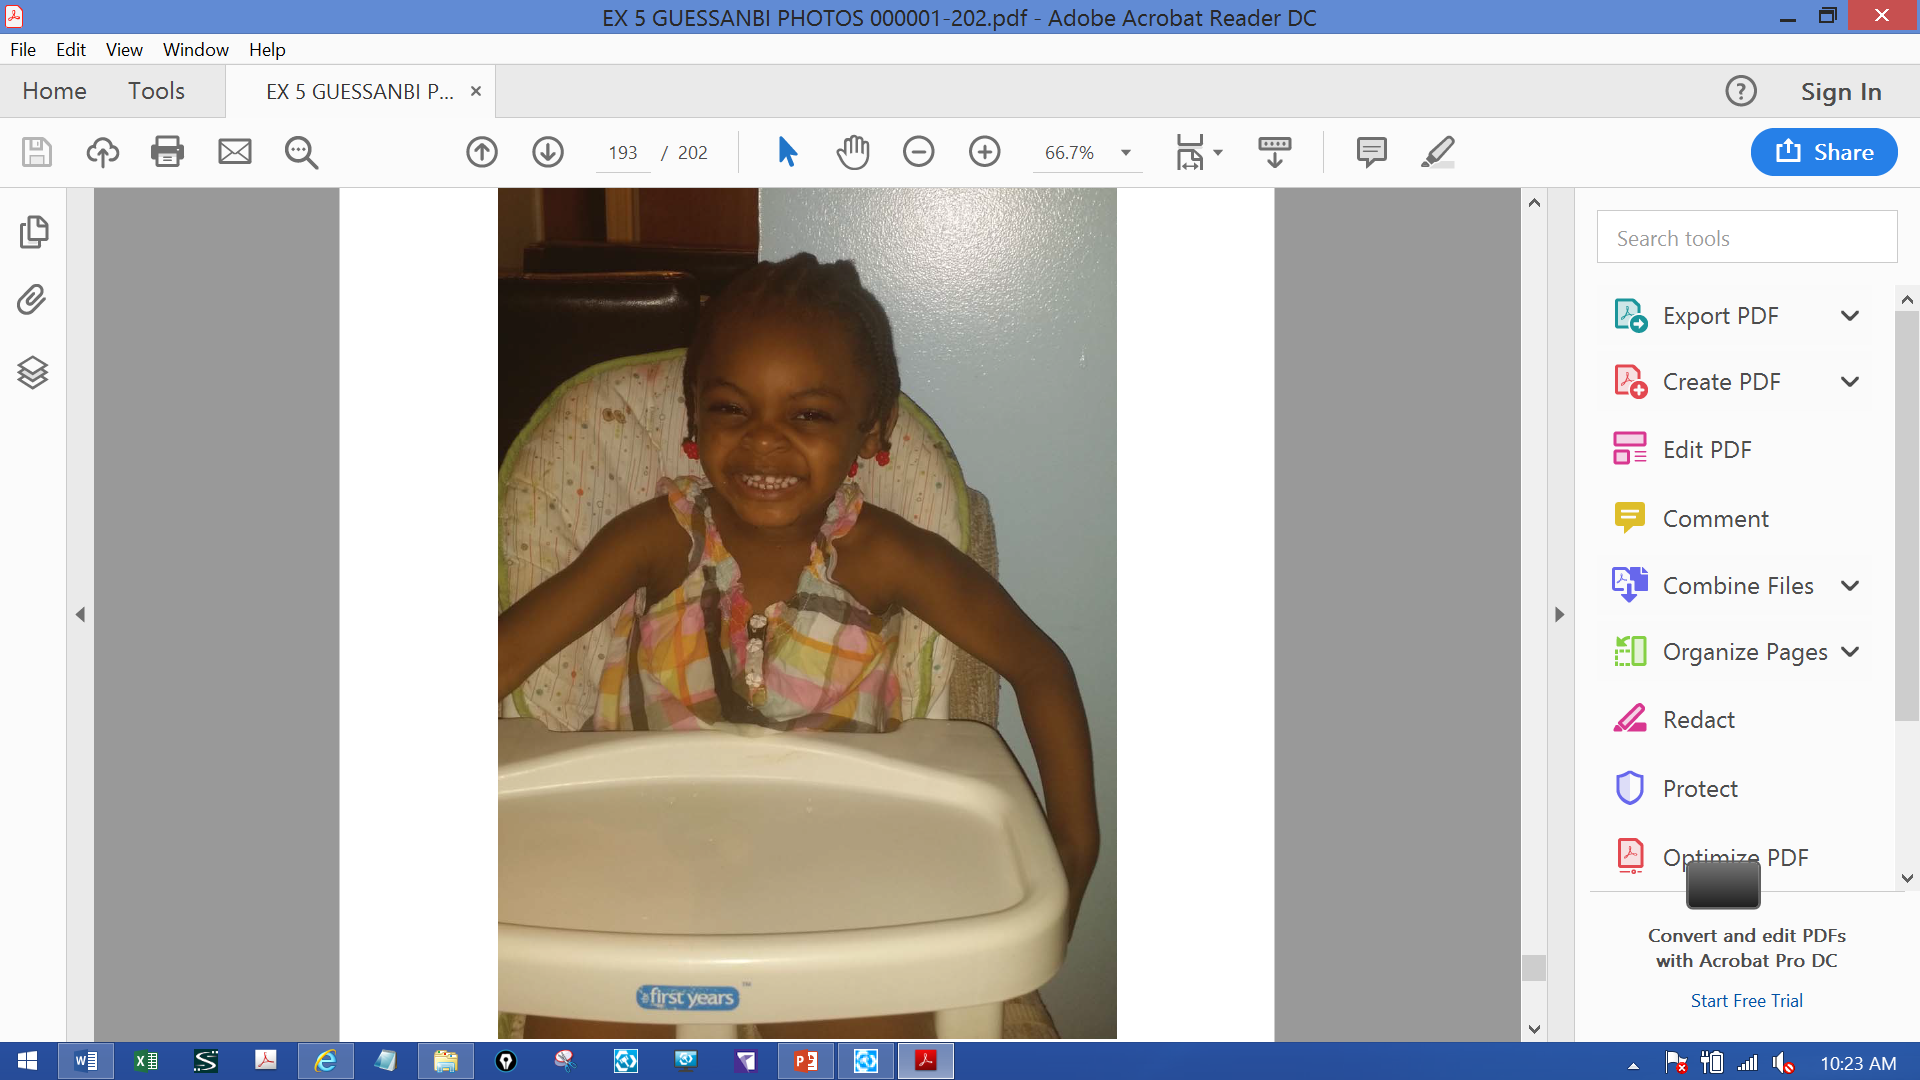 EX 5 GUESSANBI PHOTOS 000001-202.pdf - Adobe Acrobat Reader DC
File Edit View Window Help
Home Tools EX 5 GUESSANBI P... Sign In
193 / 202 66.7% Share
Search tools
Export PDF
Create PDF
Edit PDF
Comment
Combine Files
Organize Pages
Redact
Protect
Optimize PDF
Convert and edit PDFs
with Acrobat Pro DC
Start Free Trial
first years™
10:23 AM